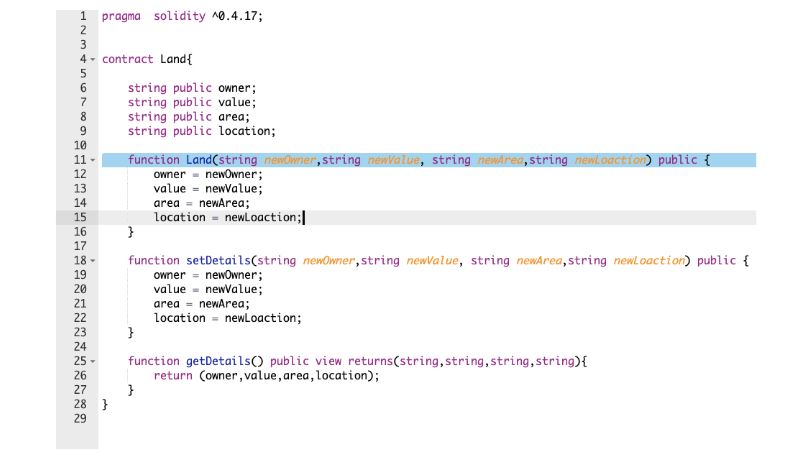 1 pragma solidity ^0.4.17;
2
3
4 contract Land{
5
6 string public owner;
7 string public value;
8 string public area;
9 string public location;
10
11 function Land(string newOwner,string newValue, string newArea,string newLoaction) public {
12 owner = newOwner;
13 value = newValue;
14 area = newArea;
15 location = newLoaction;
16 }
17
18 function setDetails(string newOwner,string newValue, string newArea,string newLoaction) public {
19 owner = newOwner;
20 value = newValue;
21 area = newArea;
22 location = newLoaction;
23 }
24
25 function getDetails() public view returns(string,string,string,string){
26 return (owner,value,area,location);
27 }
28 }
29